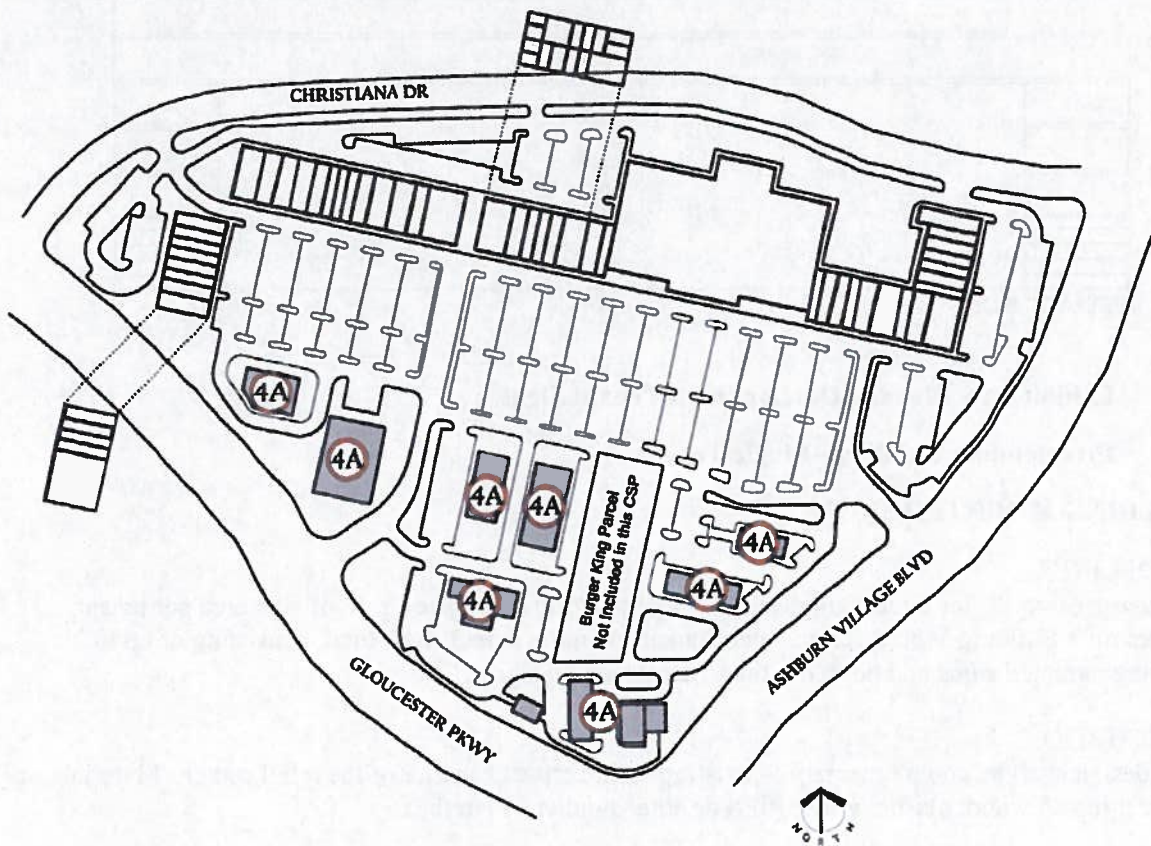 CHRISTIANA DR
4A
4A
4A
4A
4A
4A
4A
4A
Burger King Parcel
Not Included in this CSP
GLOUCESTER PKWY
ASHBURN VILLAGE BLVD
NORTH